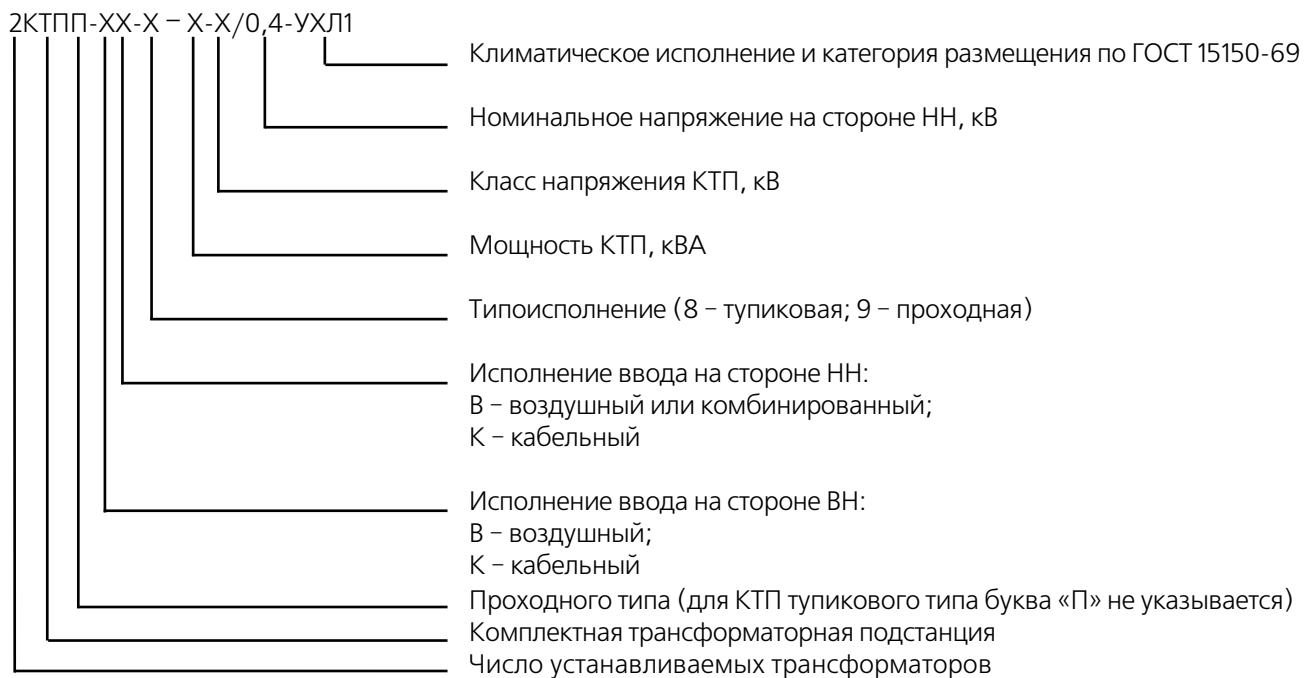 2КТПП-ХХ-Х – Х-Х/0,4-УХЛ1
Климатическое исполнение и категория размещения по ГОСТ 15150-69
Номинальное напряжение на стороне НН, кВ
Класс напряжения КТП, кВ
Мощность КТП, кВА
Типоисполнение (8 – тупиковая; 9 – проходная)
Исполнение ввода на стороне НН:
В – воздушный или комбинированный;
К – кабельный
Исполнение ввода на стороне ВН:
В – воздушный;
К – кабельный
Проходного типа (для КТП тупикового типа буква «П» не указывается)
Комплектная трансформаторная подстанция
Число устанавливаемых трансформаторов